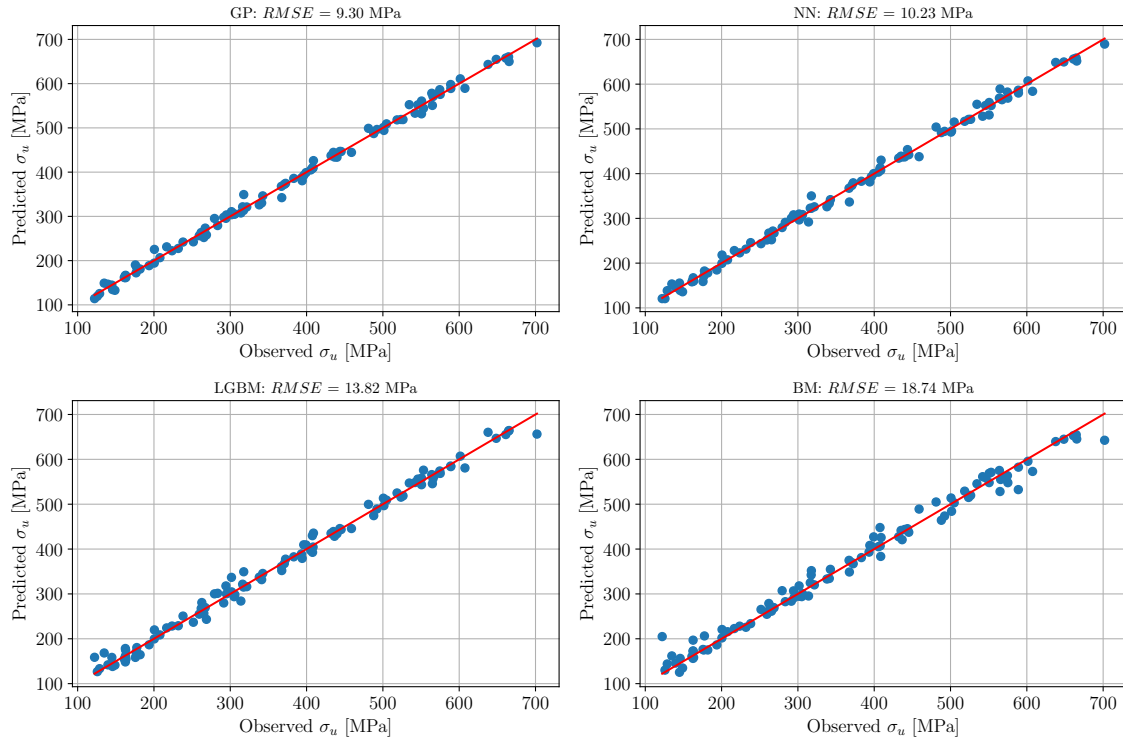 GP: RMSE = 9.30 MPa
700
600
500
400
300
200
100
Predicted σu [MPa]
100 200 300 400 500 600 700
Observed σu [MPa]
NN: RMSE = 10.23 MPa
700
600
500
400
300
200
100
Predicted σu [MPa]
100 200 300 400 500 600 700
Observed σu [MPa]
LGBM: RMSE = 13.82 MPa
700
600
500
400
300
200
100
Predicted σu [MPa]
100 200 300 400 500 600 700
Observed σu [MPa]
BM: RMSE = 18.74 MPa
700
600
500
400
300
200
100
Predicted σu [MPa]
100 200 300 400 500 600 700
Observed σu [MPa]